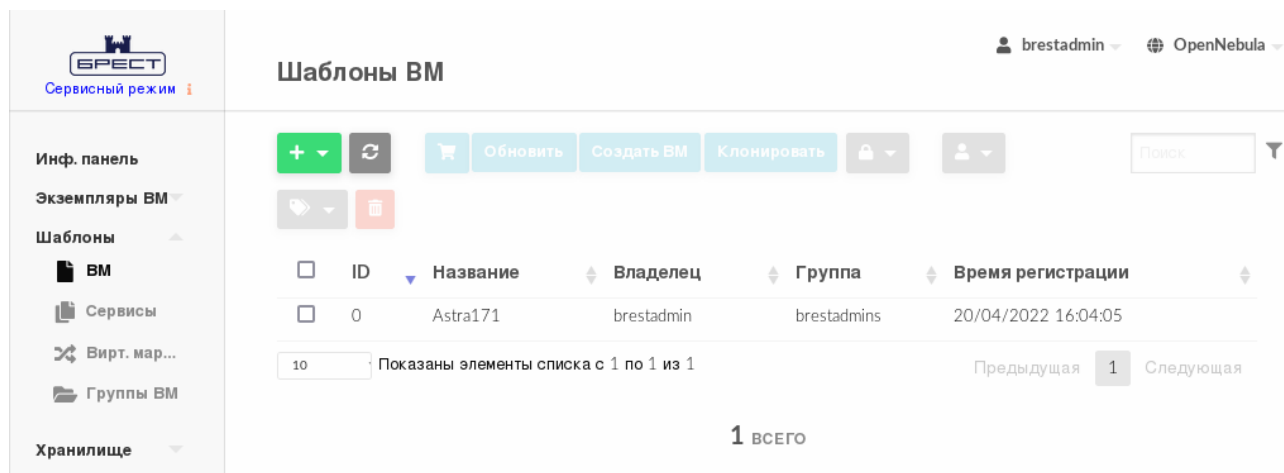 БРЕСТ
Сервисный режим
brestadmin
OpenNebula
Шаблоны ВМ
Инф. панель
Экземпляры ВМ
Шаблоны
ВМ
Сервисы
Вирт. мар...
Группы ВМ
Хранилище
Обновить Создать ВМ Клонировать
Поиск
ID Название Владелец Группа Время регистрации
0 Astra171 brestadmin brestadmins 20/04/2022 16:04:05
10 Показаны элементы списка с 1 по 1 из 1
Предыдущая 1 Следующая
1 ВСЕГО